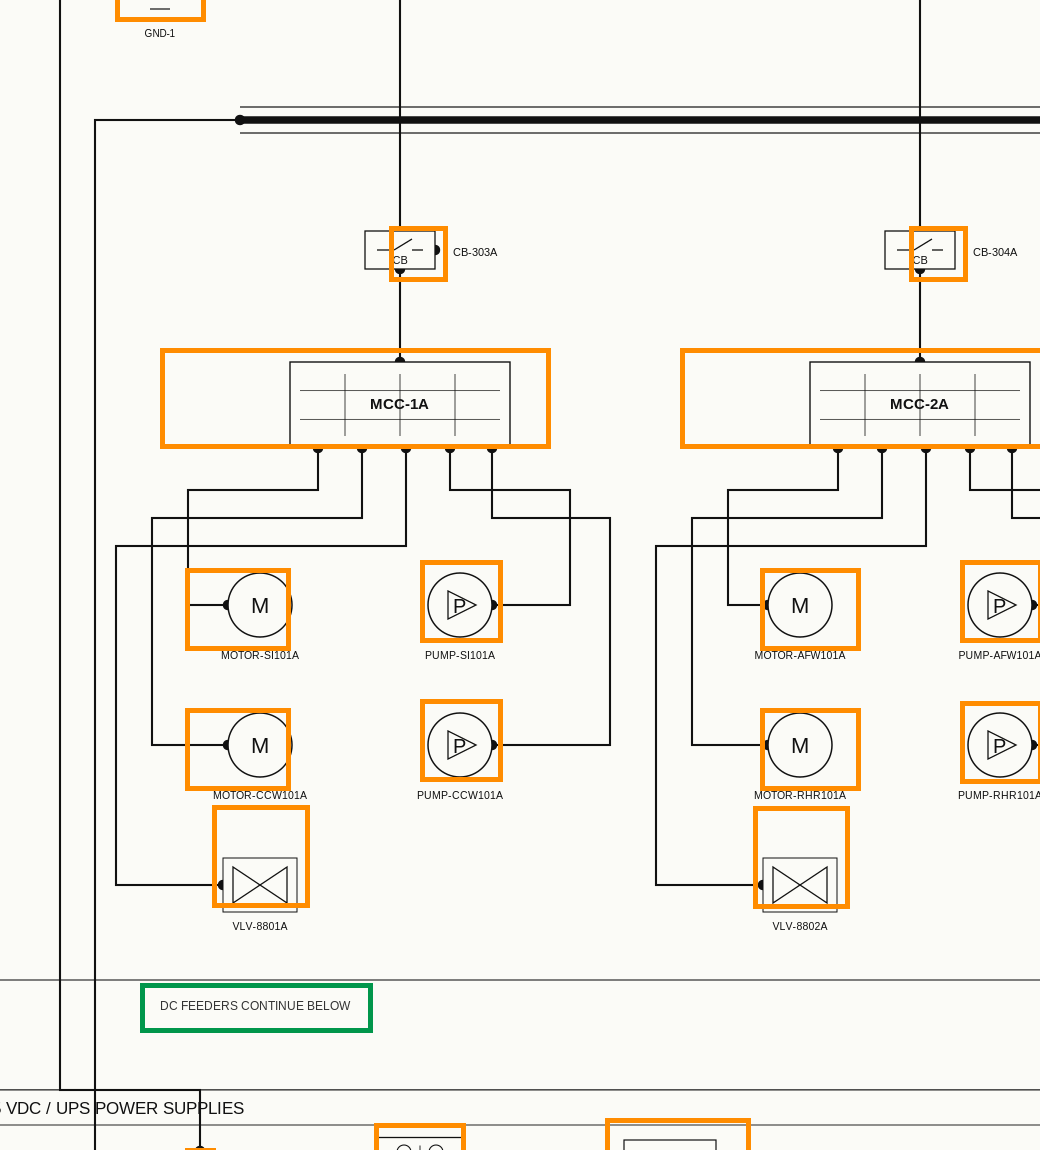 GND-1
CB
CB-303A
CB
CB-304A
MCC-1A
MCC-2A
M
P
M
P
MOTOR-SI101A
PUMP-SI101A
MOTOR-AFW101A
PUMP-AFW101A
M
P
M
P
MOTOR-CCW101A
PUMP-CCW101A
MOTOR-RHR101A
PUMP-RHR101A
VLV-8801A
VLV-8802A
DC FEEDERS CONTINUE BELOW
VDC / UPS POWER SUPPLIES